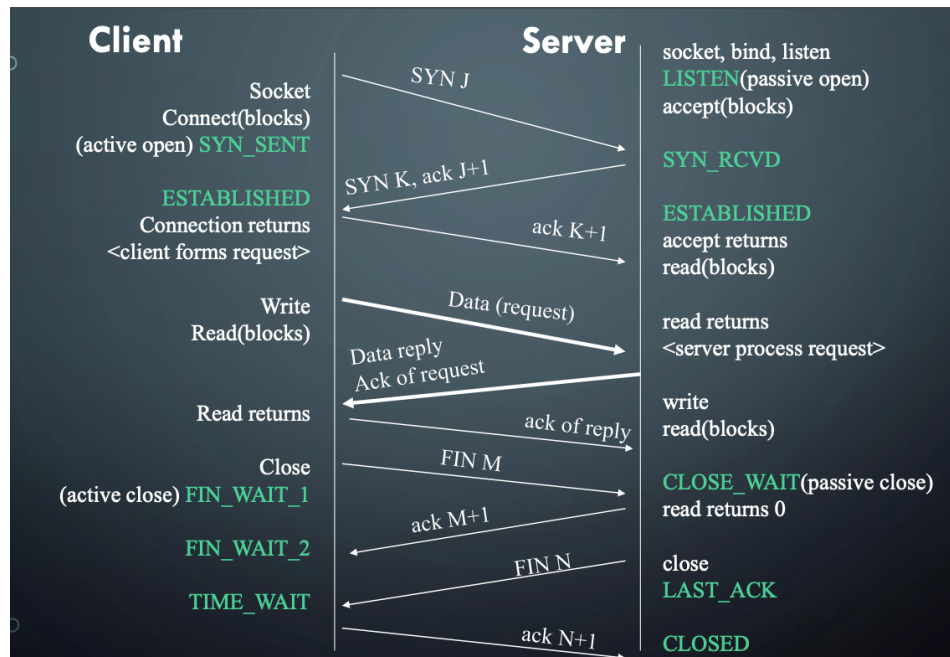 Client
Server
socket, bind, listen
LISTEN(passive open)
accept(blocks)
SYN J
Socket
Connect(blocks)
(active open) SYN_SENT
SYN_RCVD
SYN K, ack J+1
ESTABLISHED
Connection returns
<client forms request>
ack K+1
ESTABLISHED
accept returns
read(blocks)
Write
Read(blocks)
Data (request)
read returns
<server process request>
Data reply
Ack of request
Read returns
write
read(blocks)
ack of reply
Close
(active close) FIN_WAIT_1
FIN M
CLOSE_WAIT(passive close)
read returns 0
ack M+1
FIN_WAIT_2
FIN N
close
LAST_ACK
TIME_WAIT
ack N+1
CLOSED